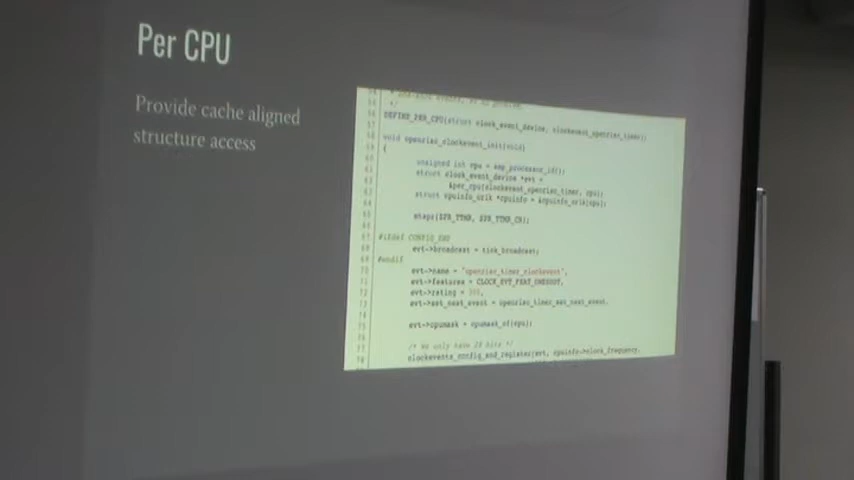 Per CPU
Provide cache aligned
structure access
*/
DEFINE_PER_CPU(struct clock_event_device, clockevent_openrisc_timer);
void openrisc_clockevent_init(void)
{
unsigned int cpu = smp_processor_id();
struct clock_event_device *evt =
&per_cpu(clockevent_openrisc_timer, cpu);
struct cpuinfo_or1k *cpuinfo = &cpuinfo_or1k[cpu];
mtspr(SPR_TTMR, SPR_TTMR_CR);
#ifdef CONFIG_SMP
evt->broadcast = tick_broadcast;
#endif
evt->name = "openrisc_timer_clockevent",
evt->features = CLOCK_EVT_FEAT_ONESHOT,
evt->rating = 300,
evt->set_next_event = openrisc_timer_set_next_event,
evt->cpumask = cpumask_of(cpu);
/* We only have 28 bits */
clockevents_config_and_register(evt, cpuinfo->clock_frequency,